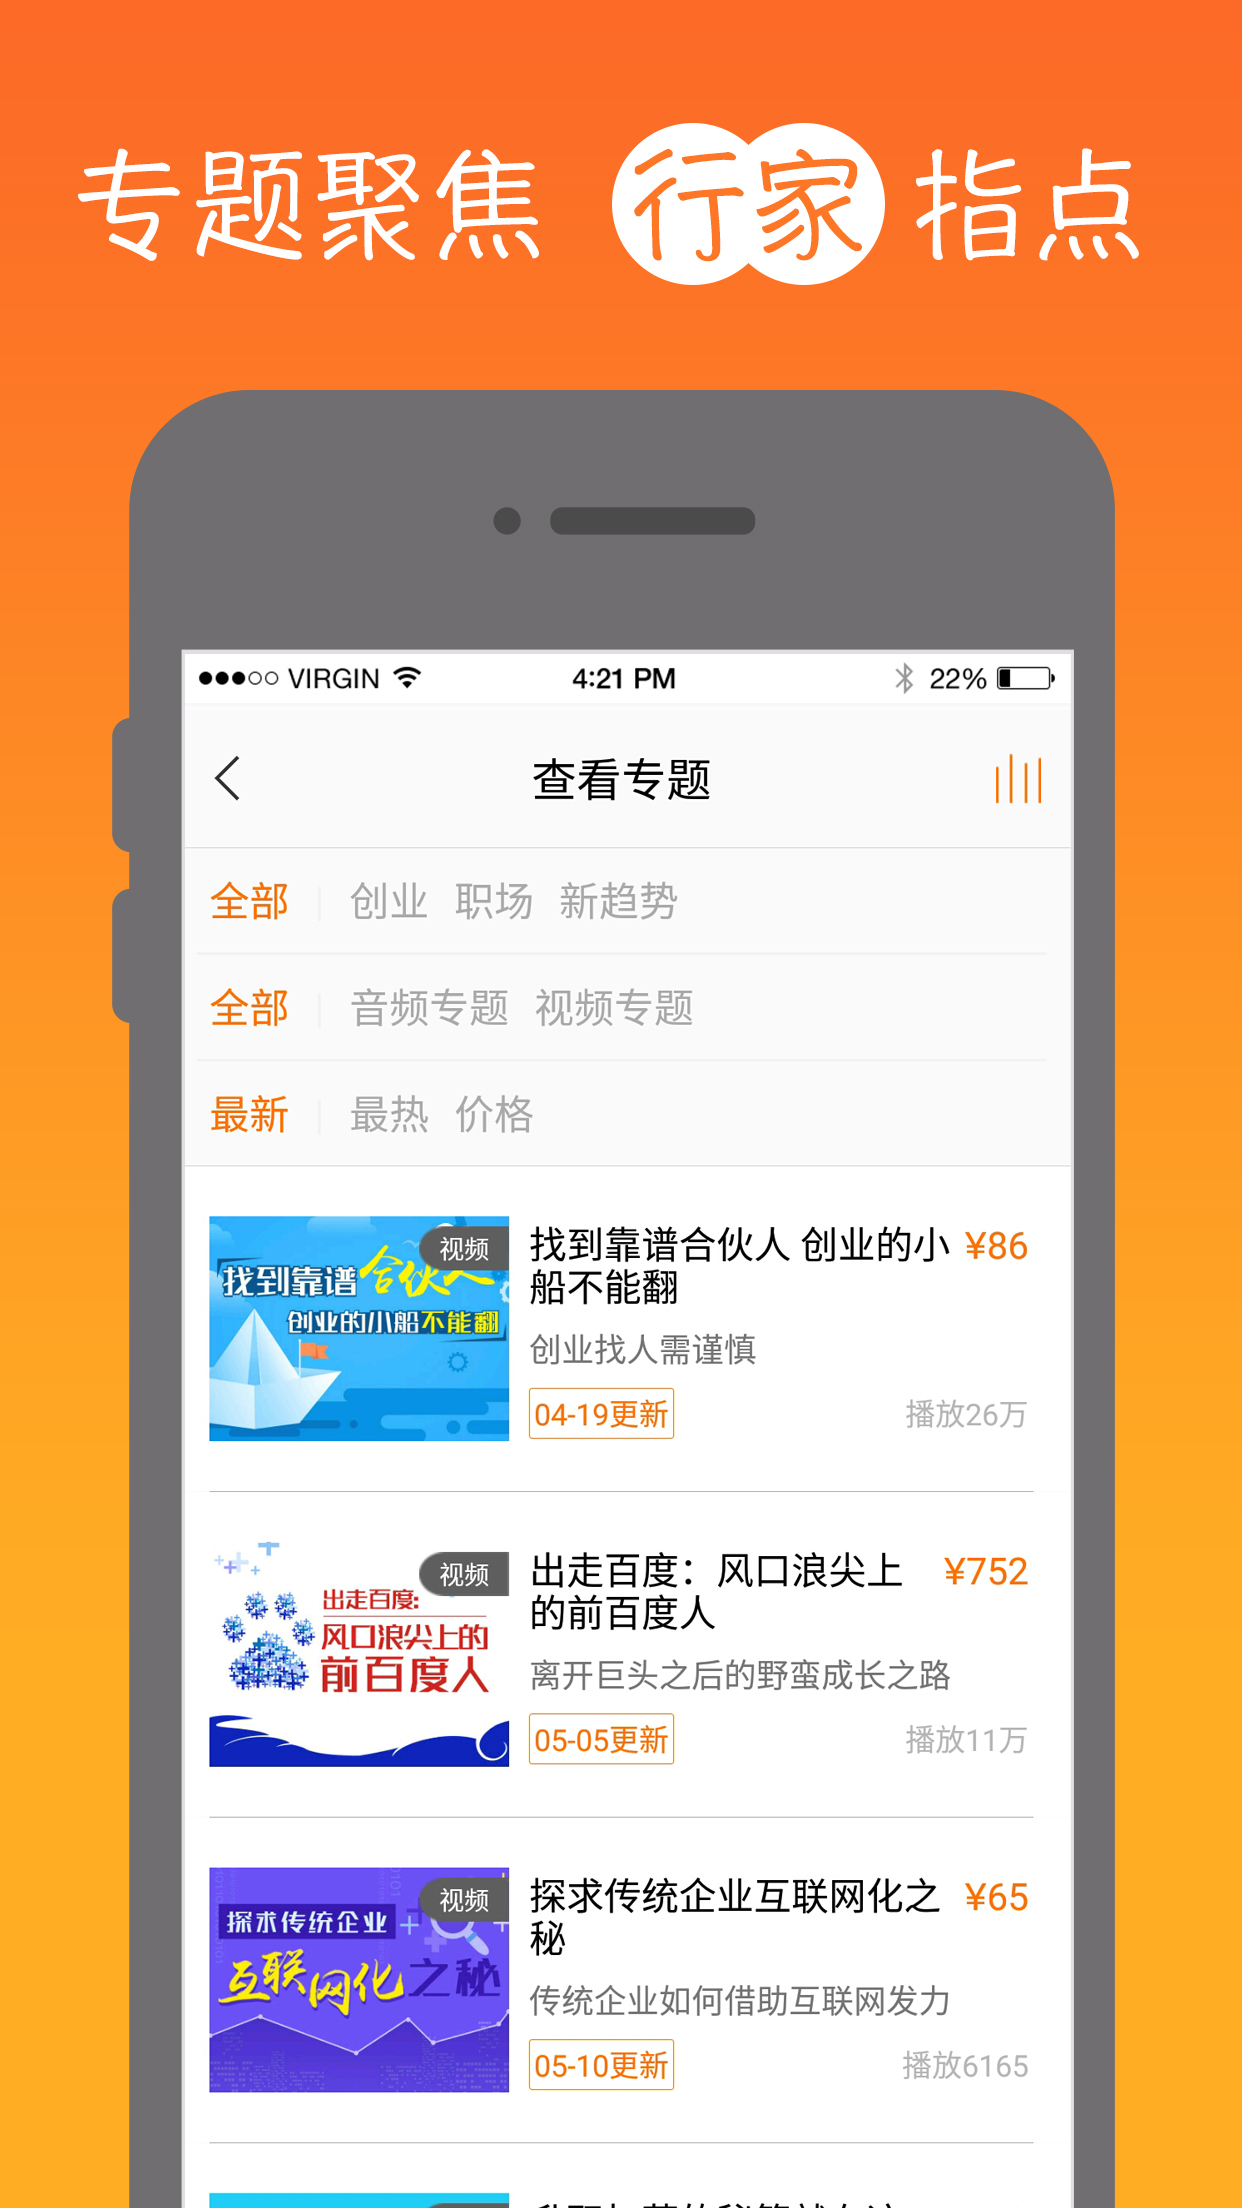 专题聚焦 行家 指点
VIRGIN 4:21 PM 22%
查看专题
全部 创业 职场 新趋势
全部 音频专题 视频专题
最新 最热 价格
视频
找到靠谱合伙人
创业的小船不能翻
找到靠谱合伙人 创业的小 ¥86
船不能翻
创业找人需谨慎
04-19更新 播放26万
视频
出走百度:
风口浪尖上的
前百度人
出走百度：风口浪尖上 ¥752
的前百度人
离开巨头之后的野蛮成长之路
05-05更新 播放11万
视频
探求传统企业
互联网化之秘
探求传统企业互联网化之 ¥65
秘
传统企业如何借助互联网发力
05-10更新 播放6165